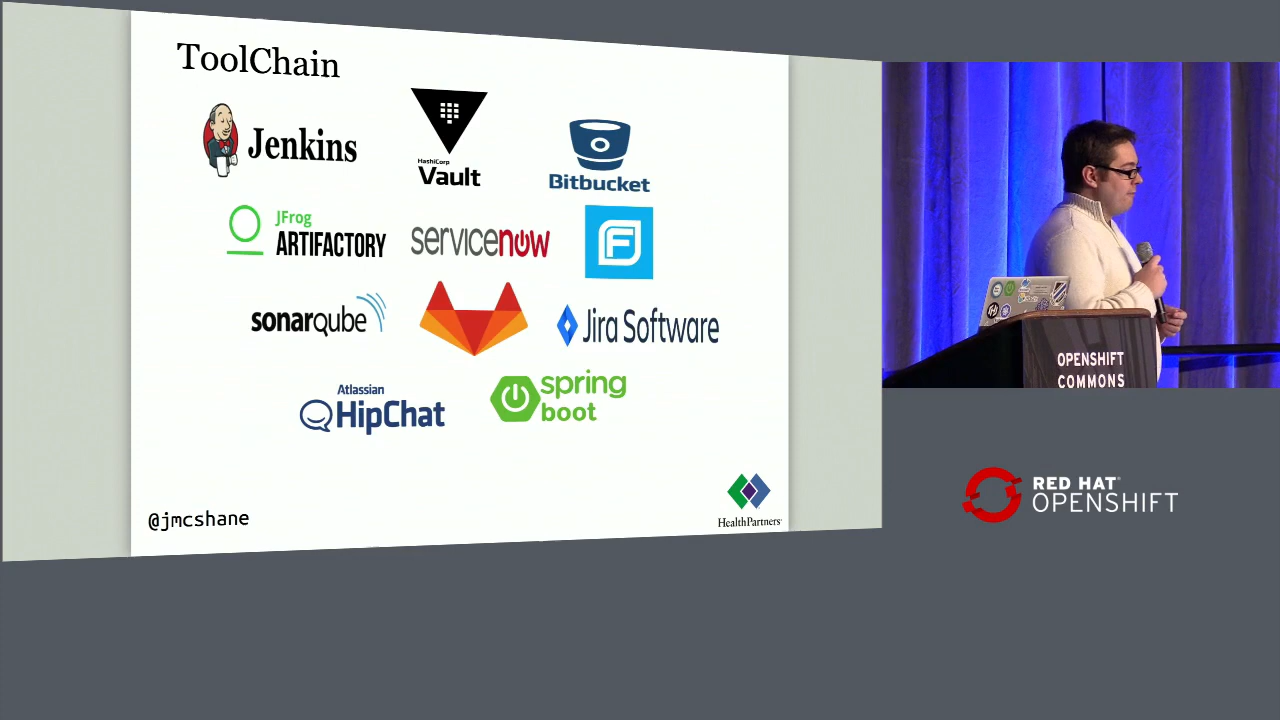 ToolChain
Jenkins
HashiCorp
Vault
Bitbucket
JFrog
ARTIFACTORY
servicenow
F
sonarqube
Jira Software
Atlassian
HipChat
spring
boot
@jmcshane
HealthPartners
OPENSHIFT
COMMONS
RED HAT
OPENSHIFT